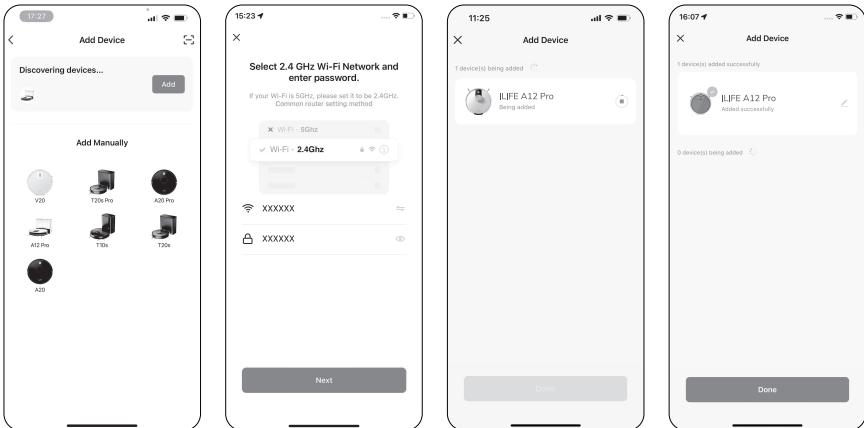 17:27
Add Device
Discovering devices...
Add
Add Manually
V20
T20s Pro
A20 Pro
A12 Pro
T10s
T20s
A20
15:23
Select 2.4 GHz Wi-Fi Network and
enter password.
If your Wi-Fi is 5GHz, please set it to be 2.4GHz.
Common router setting method
Wi-Fi - 5Ghz
Wi-Fi - 2.4Ghz
XXXXXX
XXXXXX
Next
11:25
Add Device
1 device(s) being added
ILIFE A12 Pro
Being added
Done
16:07
Add Device
1 device(s) added successfully
ILIFE A12 Pro
Added successfully
0 device(s) being added
Done